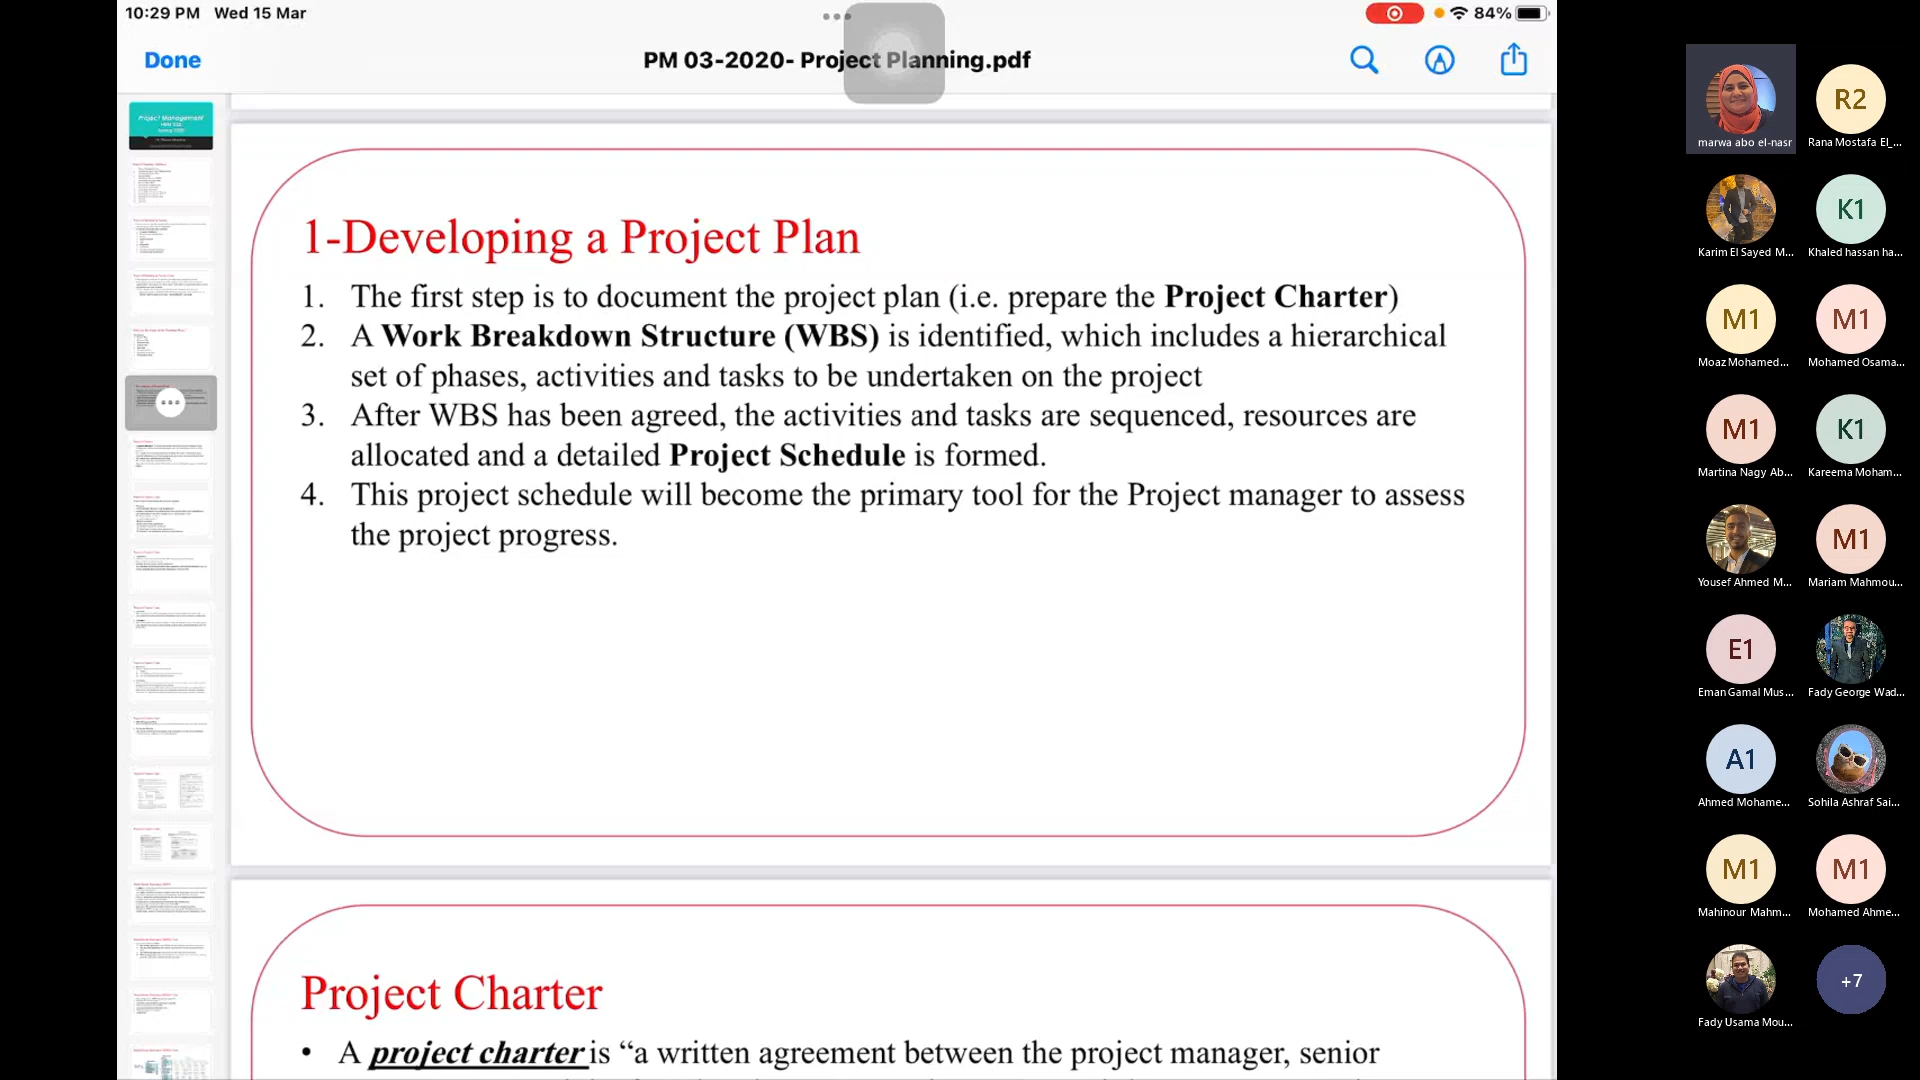 10:29 PM Wed 15 Mar
84%
Done
PM 03-2020- Project Planning.pdf
Project Management
1-Developing a Project Plan
1. The first step is to document the project plan (i.e. prepare the Project Charter)
2. A Work Breakdown Structure (WBS) is identified, which includes a hierarchical
set of phases, activities and tasks to be undertaken on the project
3. After WBS has been agreed, the activities and tasks are sequenced, resources are
allocated and a detailed Project Schedule is formed.
4. This project schedule will become the primary tool for the Project manager to assess
the project progress.
Project Charter
• A project charter is “a written agreement between the project manager, senior
marwa abo el-nasr
R2
Rana Mostafa El_...
Karim El Sayed M...
K1
Khaled hassan ha...
M1
Moaz Mohamed...
M1
Mohamed Osama...
M1
Martina Nagy Ab...
K1
Kareema Moham...
Yousef Ahmed M...
M1
Mariam Mahmou...
E1
Eman Gamal Mus...
Fady George Wad...
A1
Ahmed Mohame...
Sohila Ashraf Sai...
M1
Mahinour Mahm...
M1
Mohamed Ahme...
Fady Usama Mou...
+7